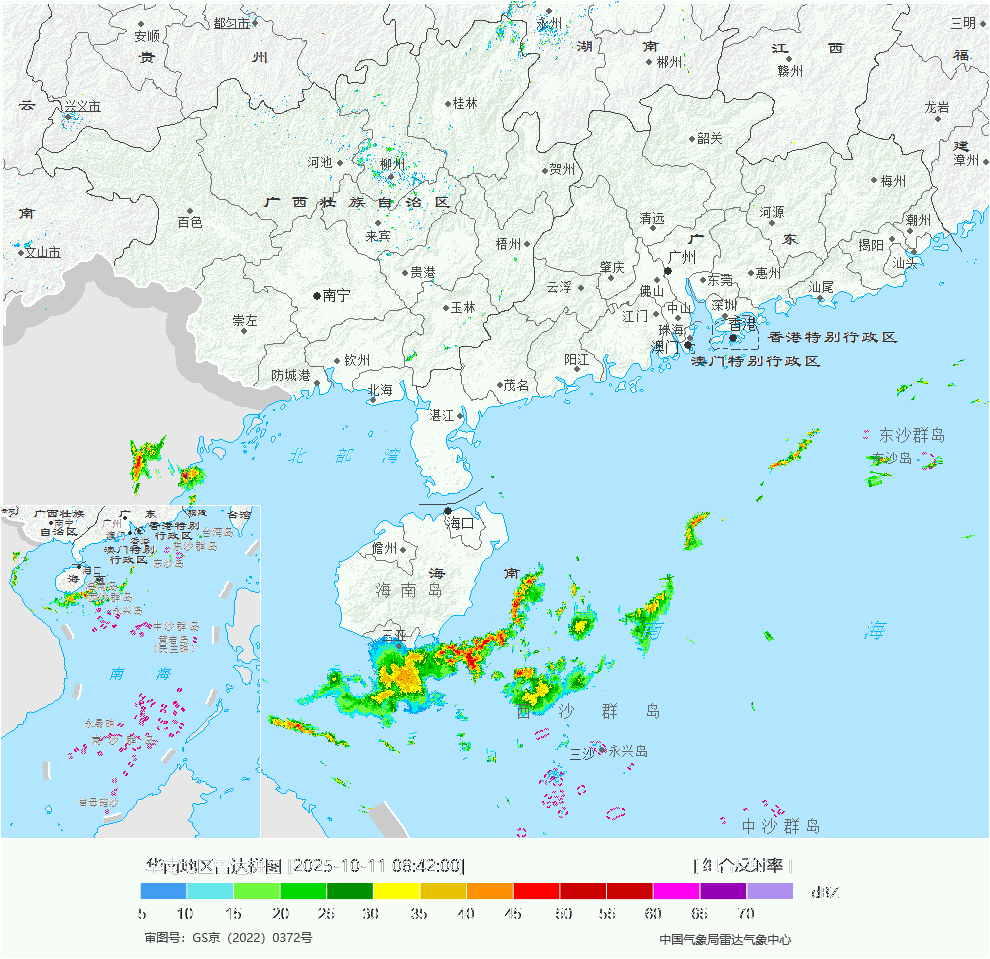 三明
永州
都匀市
安顺
贵
州
湖
南
江
西
福
郴州
赣州
云
兴义市
桂林
龙岩
韶关
建
河池
柳州
贺州
漳州
梅州
广西壮族自治区
南
百色
清远
河源
潮州
来宾
梧州
广
东
揭阳
文山市
广州
汕头
贵港
肇庆
惠州
东莞
云浮
佛山
汕尾
南宁
玉林
深圳
江门
中山
崇左
珠海
香港
香港特别行政区
澳门
澳门特别行政区
钦州
阳江
防城港
茂名
北海
湛江
东沙群岛
北部湾
东沙岛
海口
儋州
海
南
海南岛
三亚
南
海
西沙群岛
三沙
永兴岛
中沙群岛
广西壮族
自治区
南宁
广
东
福建
台湾
广州
香港特别
行政区
澳门
香港
澳门特别
行政区
台湾岛
东沙群岛
东沙岛
海口
海
南
永兴岛
中沙群岛
黄岩岛
南
海
南沙群岛
曾母暗沙
华南地区雷达拼图 [2025-10-11 08:42:00]
[组合反射率]
dBZ
5 10 15 20 25 30 35 40 45 50 55 60 65 70
审图号：GS京（2022）0372号
中国气象局雷达气象中心